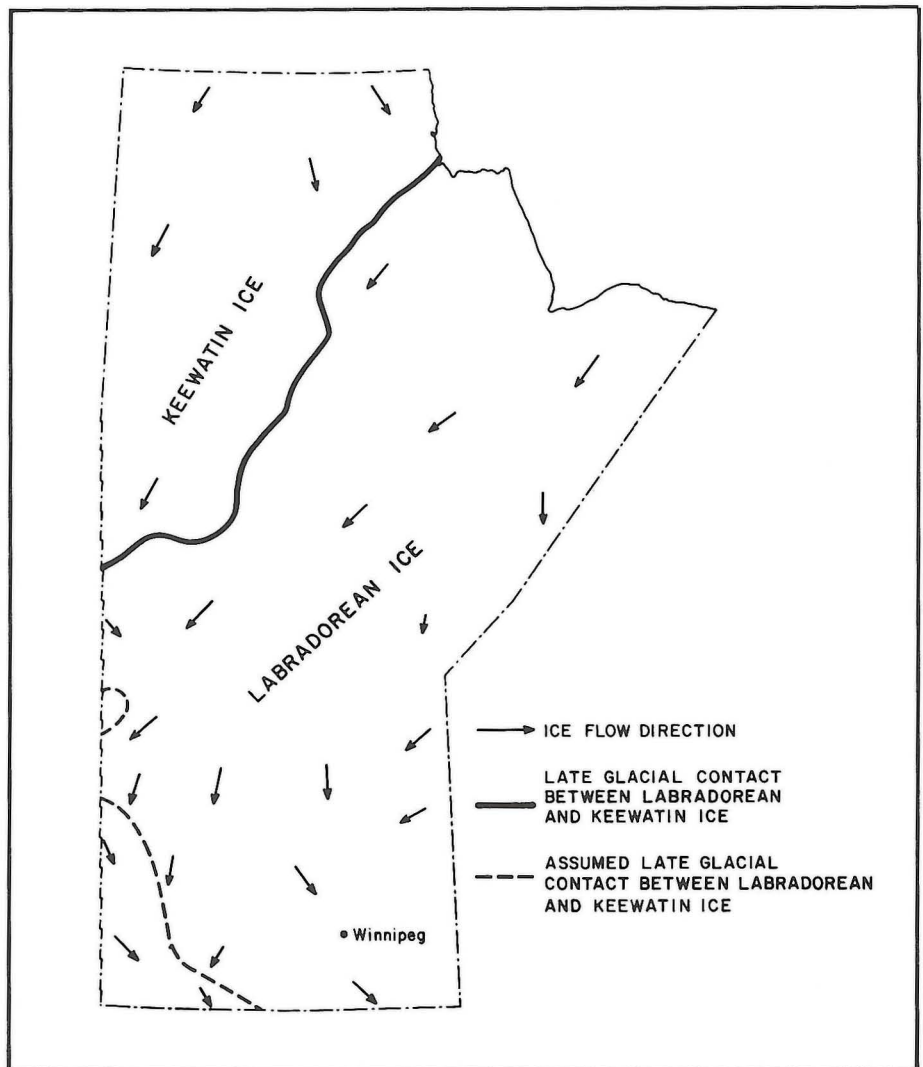 KEEWATIN ICE
LABRADOREAN ICE
ICE FLOW DIRECTION
LATE GLACIAL CONTACT
BETWEEN LABRADOREAN
AND KEEWATIN ICE
ASSUMED LATE GLACIAL
CONTACT BETWEEN LABRADOREAN
AND KEEWATIN ICE
Winnipeg